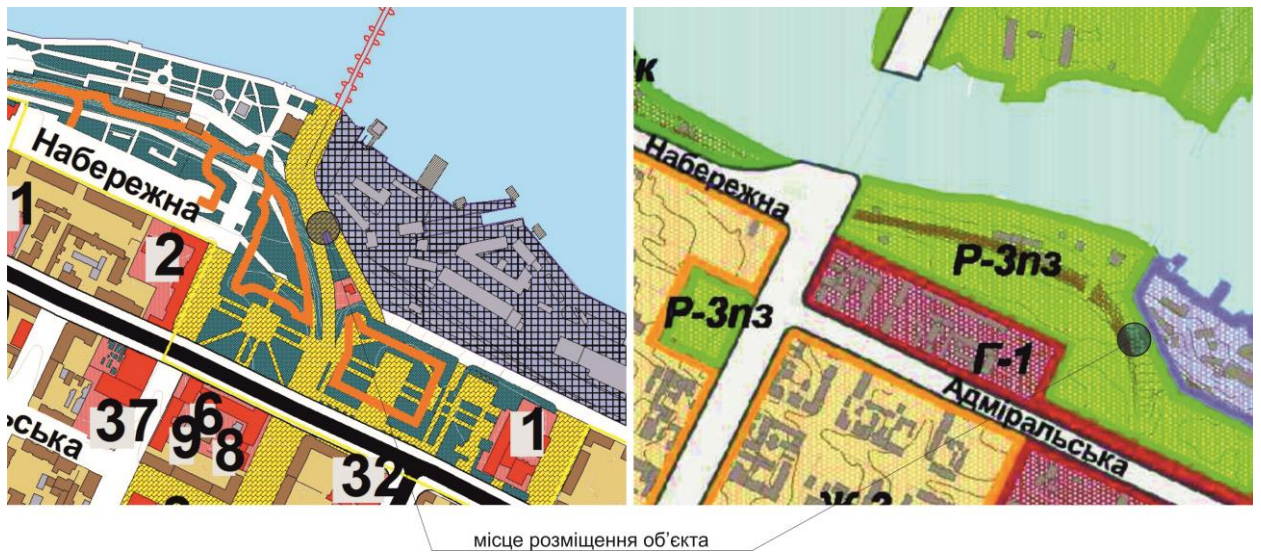 Набережна
1
2
ська
37
6
9
8
32
1
к
Набережна
Р-3пз
Р-3пз
Г-1
Адміральська
місце розміщення об'єкта